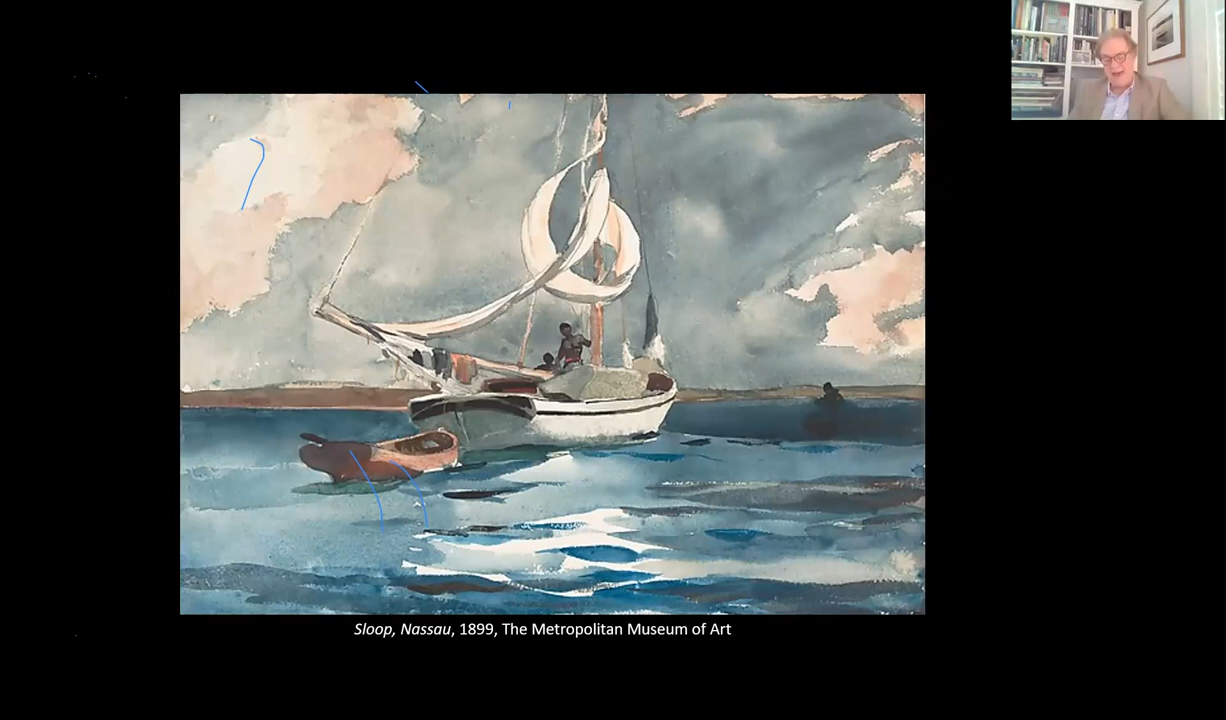 Sloop, Nassau, 1899, The Metropolitan Museum of Art